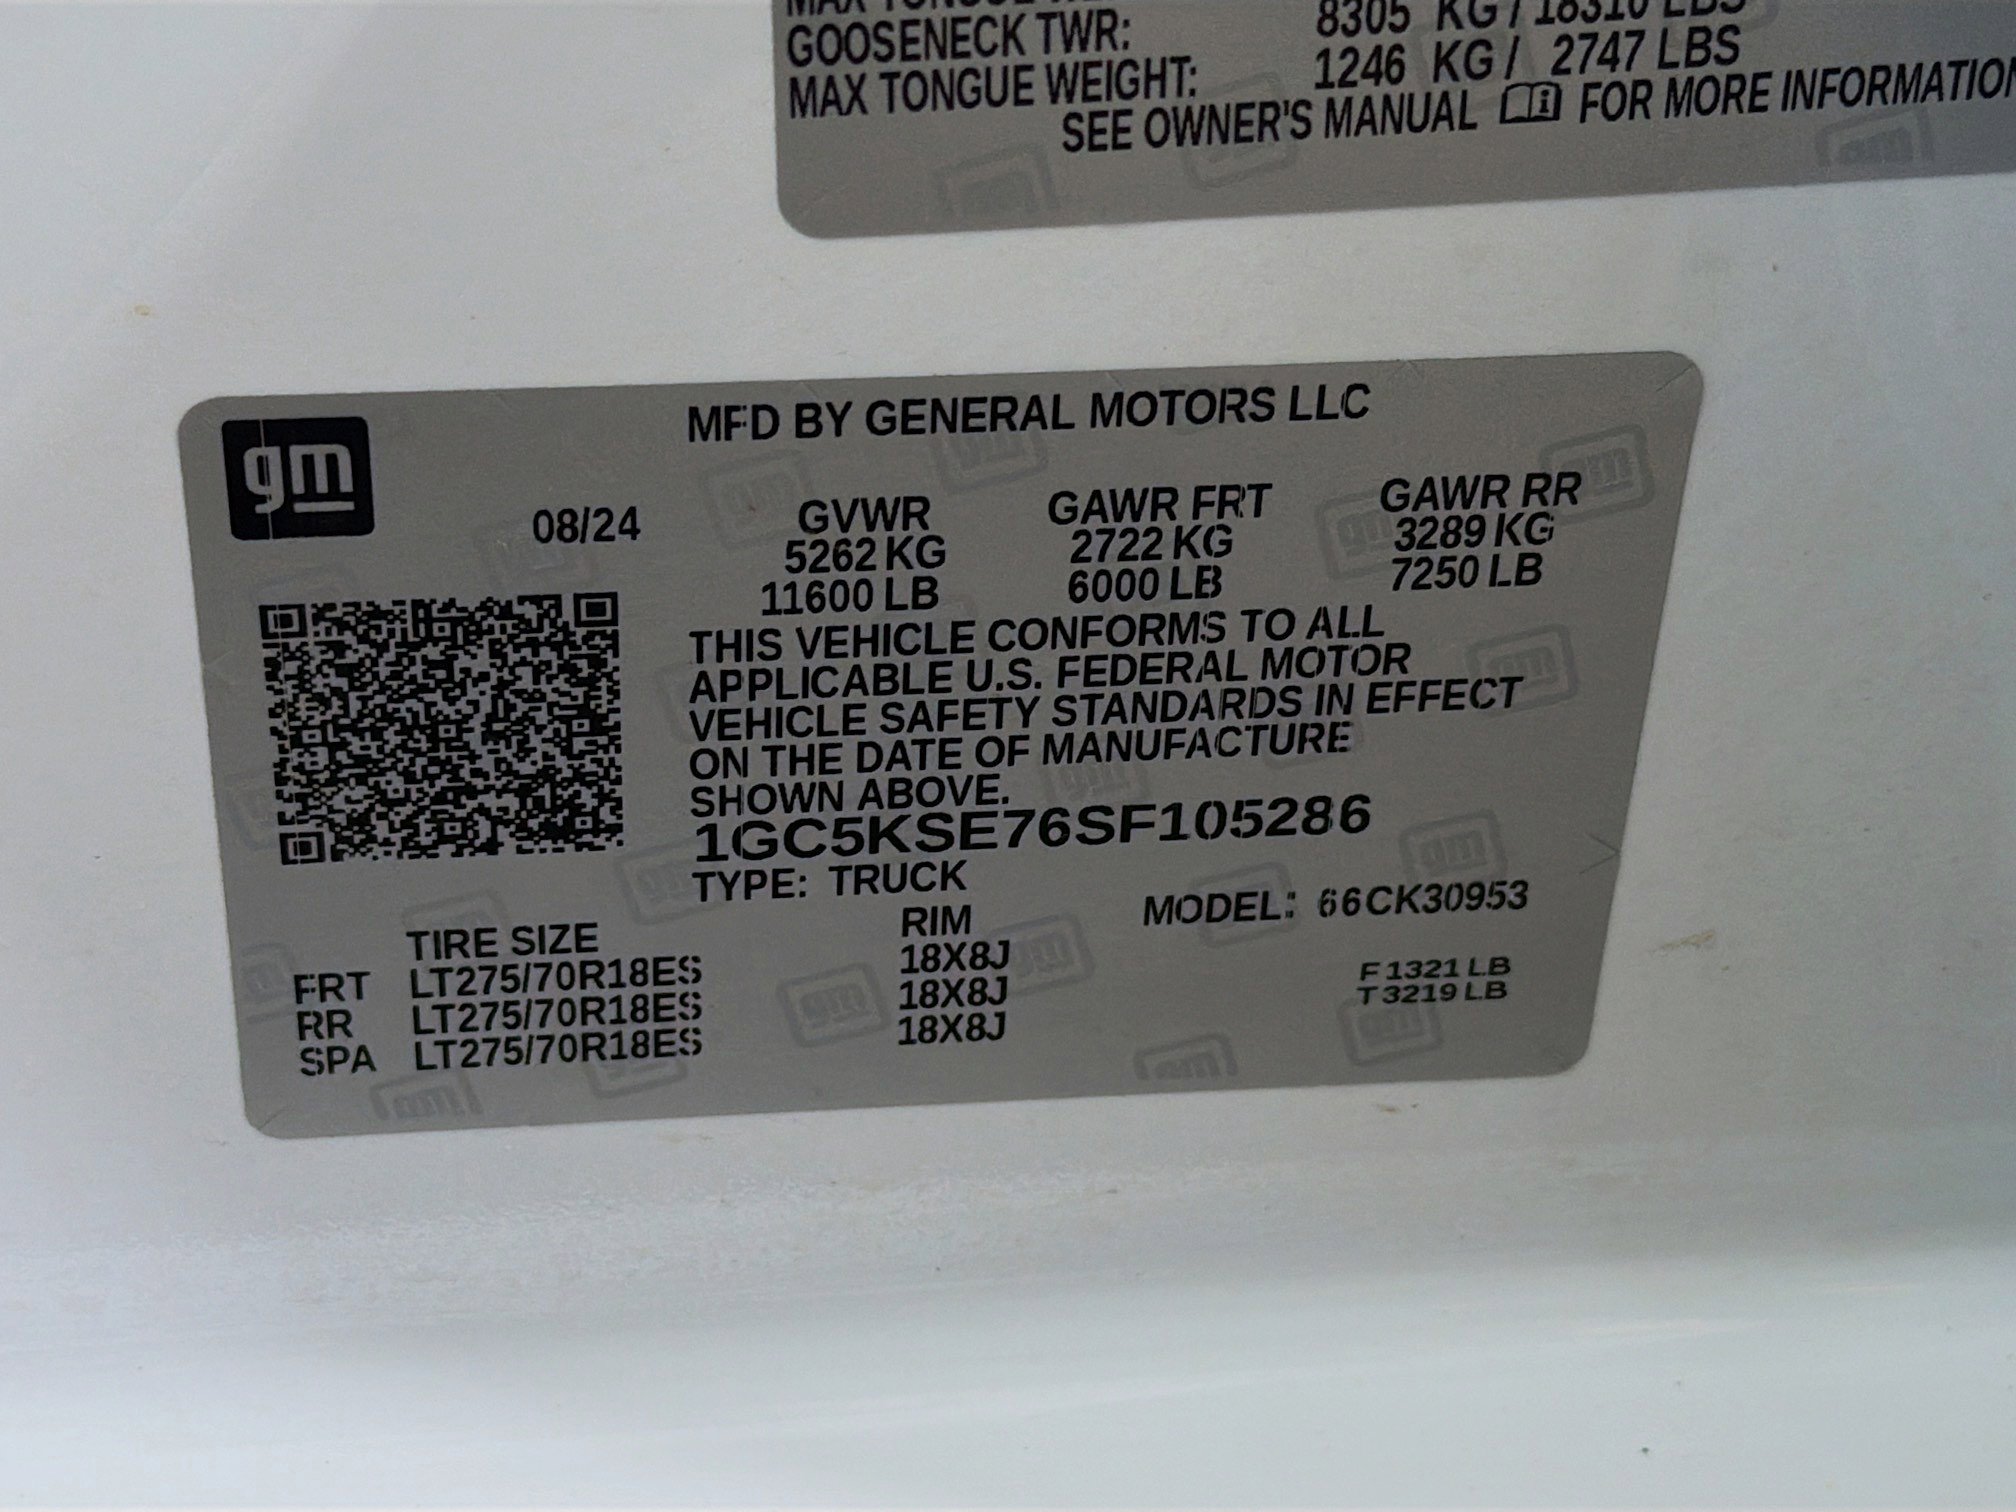 MAX TONGUE
GOOSENECK TWR: 8305 KG / 18310 LBS
MAX TONGUE WEIGHT: 1246 KG / 2747 LBS
SEE OWNER'S MANUAL FOR MORE INFORMATION
gm
MFD BY GENERAL MOTORS LLC
08/24 GVWR GAWR FRT GAWR RR
5262 KG 2722 KG 3289 KG
11600 LB 6000 LB 7250 LB
THIS VEHICLE CONFORMS TO ALL
APPLICABLE U.S. FEDERAL MOTOR
VEHICLE SAFETY STANDARDS IN EFFECT
ON THE DATE OF MANUFACTURE
SHOWN ABOVE.
1GC5KSE76SF105286
TYPE: TRUCK MODEL: 66CK30953
TIRE SIZE RIM
FRT LT275/70R18ES 18X8J
RR LT275/70R18ES 18X8J
SPA LT275/70R18ES 18X8J
F 1321 LB
T 3219 LB